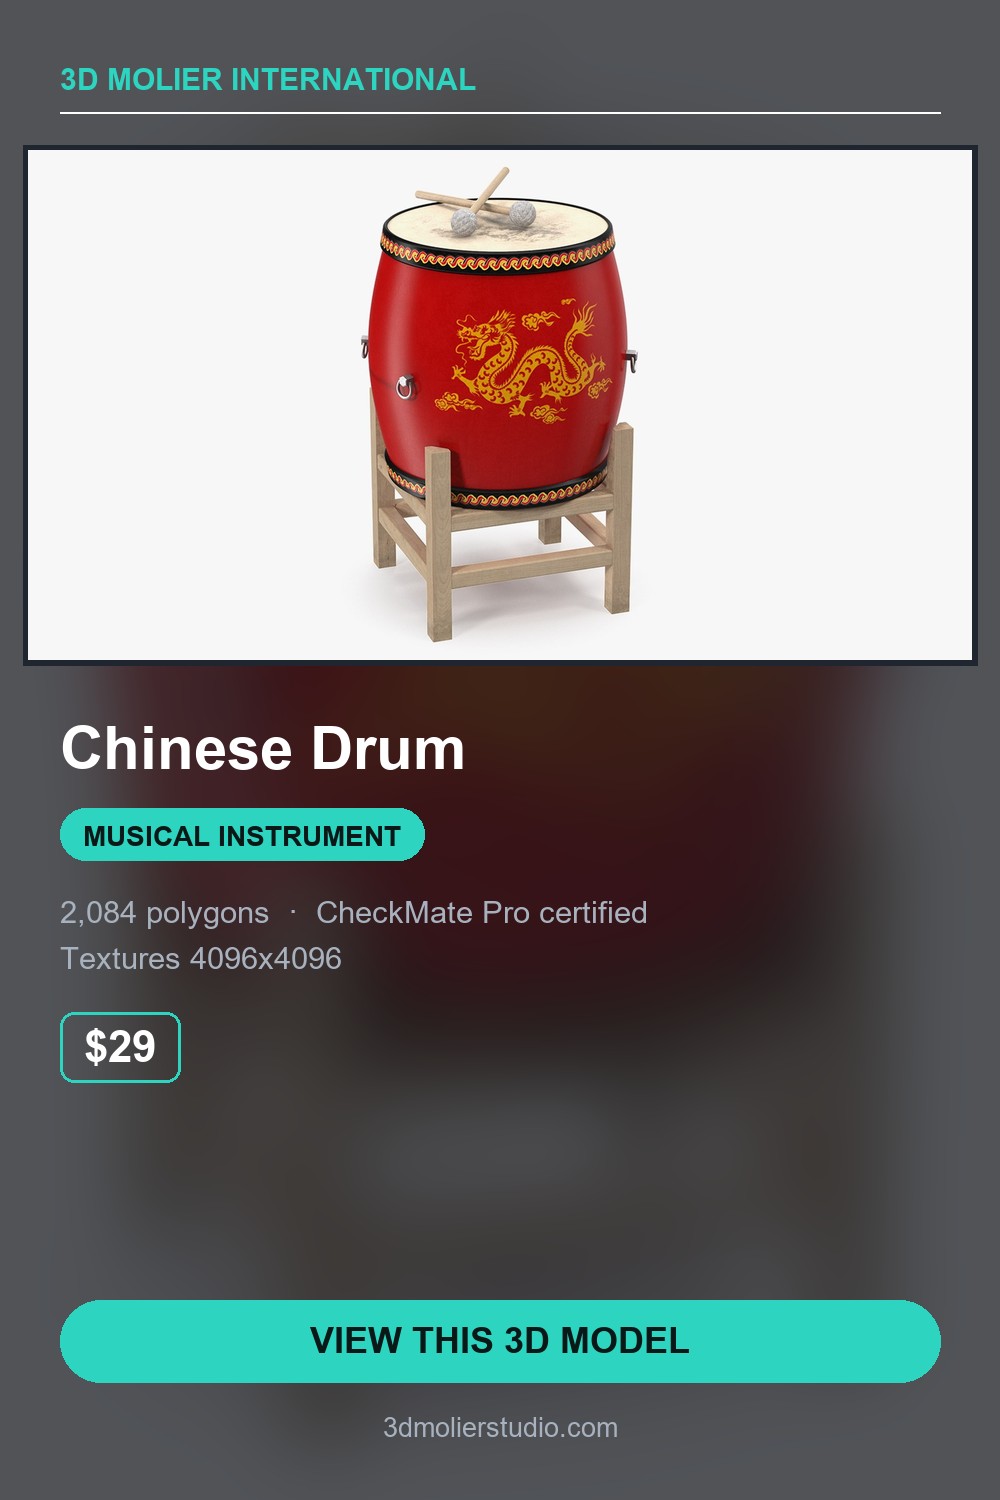 3D MOLIER INTERNATIONAL
Chinese Drum
MUSICAL INSTRUMENT
2,084 polygons · CheckMate Pro certified
Textures 4096x4096
$29
VIEW THIS 3D MODEL
3dmolierstudio.com